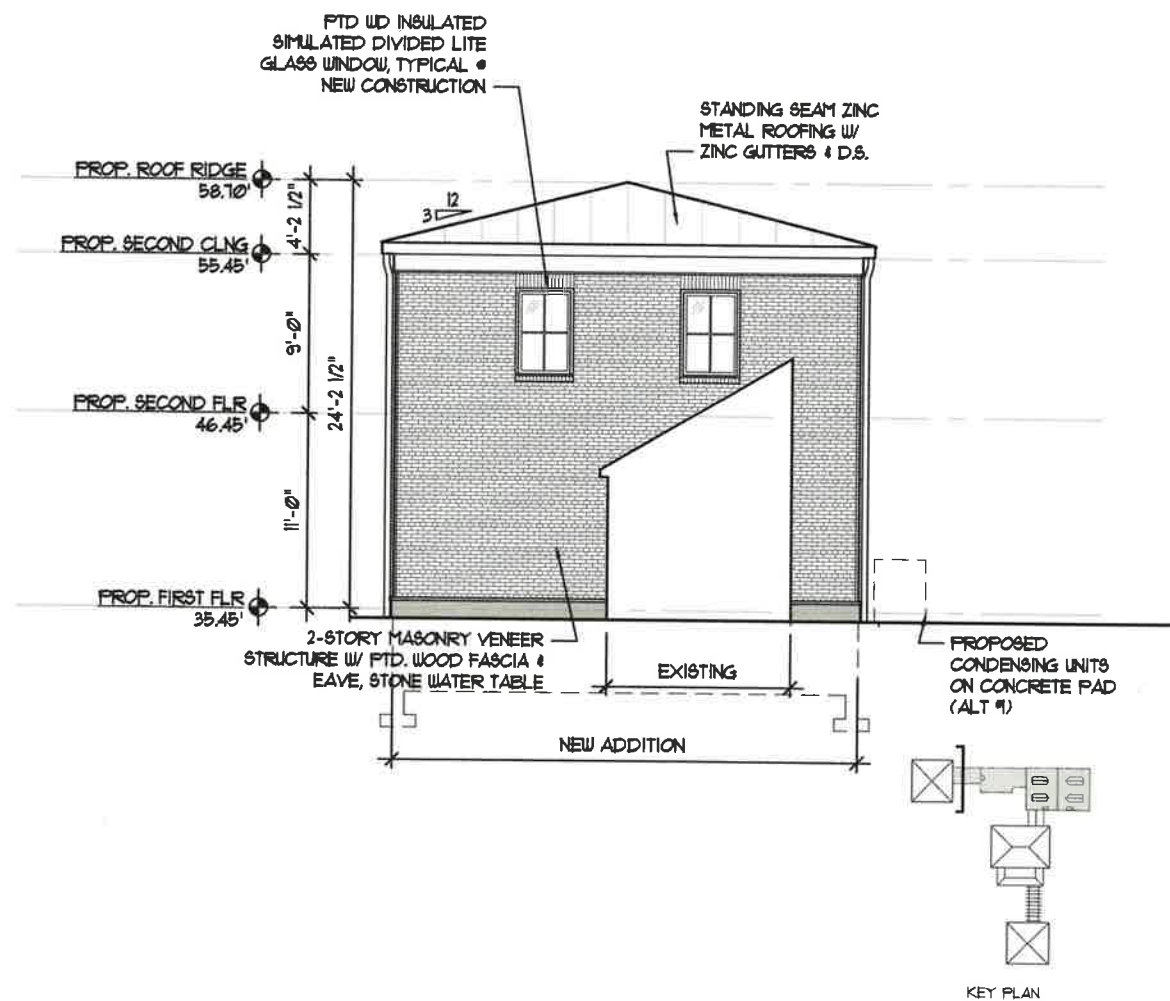 PTD WD INSULATED
SIMULATED DIVIDED LITE
GLASS WINDOW, TYPICAL @
NEW CONSTRUCTION
STANDING SEAM ZINC
METAL ROOFING W/
ZINC GUTTERS & D.S.
PROP. ROOF RIDGE
58.70'
12
3
4'-2 1/2"
PROP. SECOND CLNG
55.45'
9'-0"
24'-2 1/2"
PROP. SECOND FLR
46.45'
11'-0"
PROP. FIRST FLR
35.45'
2-STORY MASONRY VENEER
STRUCTURE W/ PTD. WOOD FASCIA &
EAVE, STONE WATER TABLE
EXISTING
PROPOSED
CONDENSING UNITS
ON CONCRETE PAD
(ALT #1)
NEW ADDITION
KEY PLAN